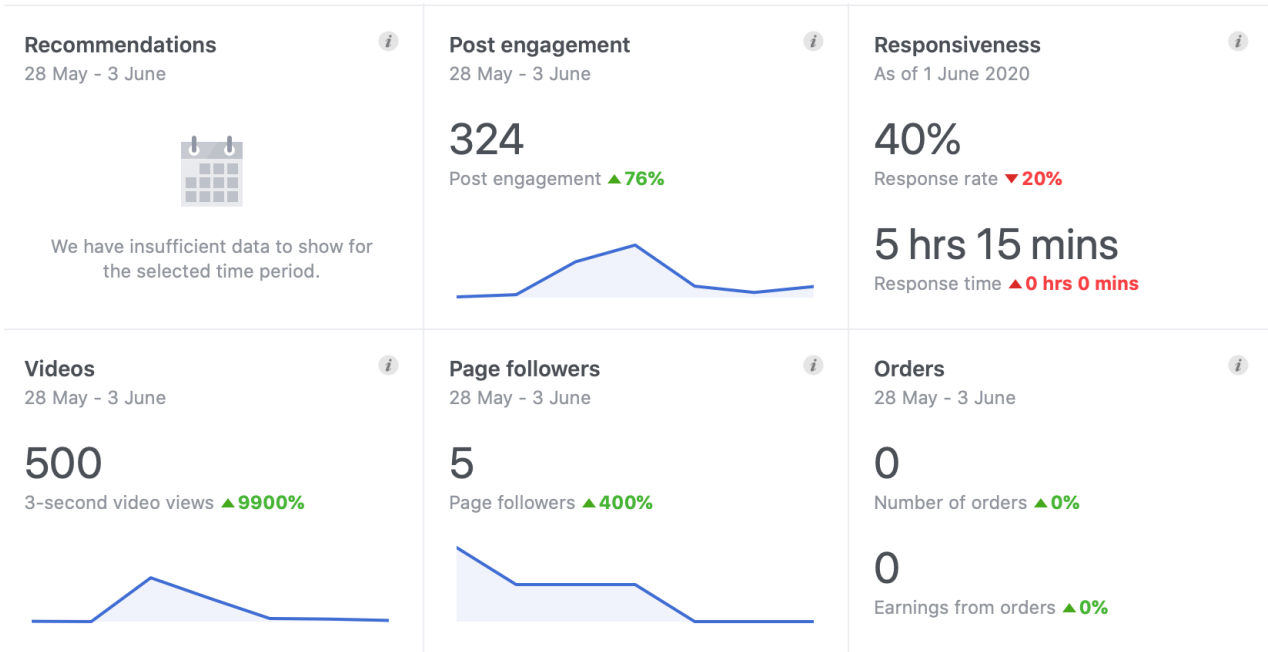 Recommendations
28 May - 3 June
We have insufficient data to show for
the selected time period.
Post engagement
28 May - 3 June
324
Post engagement ▲76%
Responsiveness
As of 1 June 2020
40%
Response rate ▼20%
5 hrs 15 mins
Response time ▲0 hrs 0 mins
Videos
28 May - 3 June
500
3-second video views ▲9900%
Page followers
28 May - 3 June
5
Page followers ▲400%
Orders
28 May - 3 June
0
Number of orders ▲0%
0
Earnings from orders ▲0%